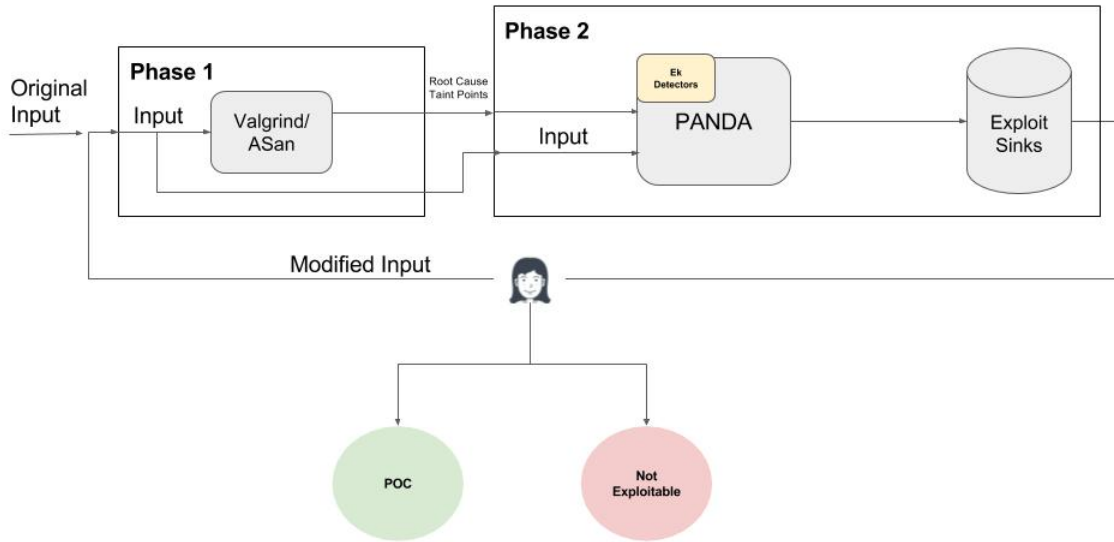 Phase 2
Phase 1
Ek
Detectors
Original
Input
Root Cause
Taint Points
Input
Valgrind/
ASan
Input
PANDA
Exploit
Sinks
Modified Input
POC
Not
Exploitable